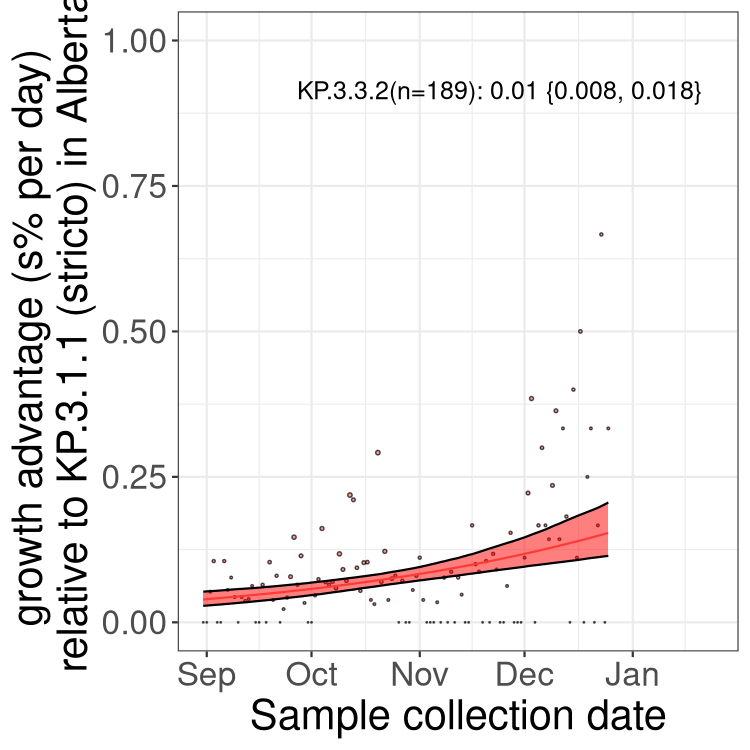 growth advantage (s% per day)
relative to KP.3.1.1 (stricto) in Alberta
1.00
0.75
0.50
0.25
0.00
KP.3.3.2(n=189): 0.01 {0.008, 0.018}
Sep Oct Nov Dec Jan
Sample collection date